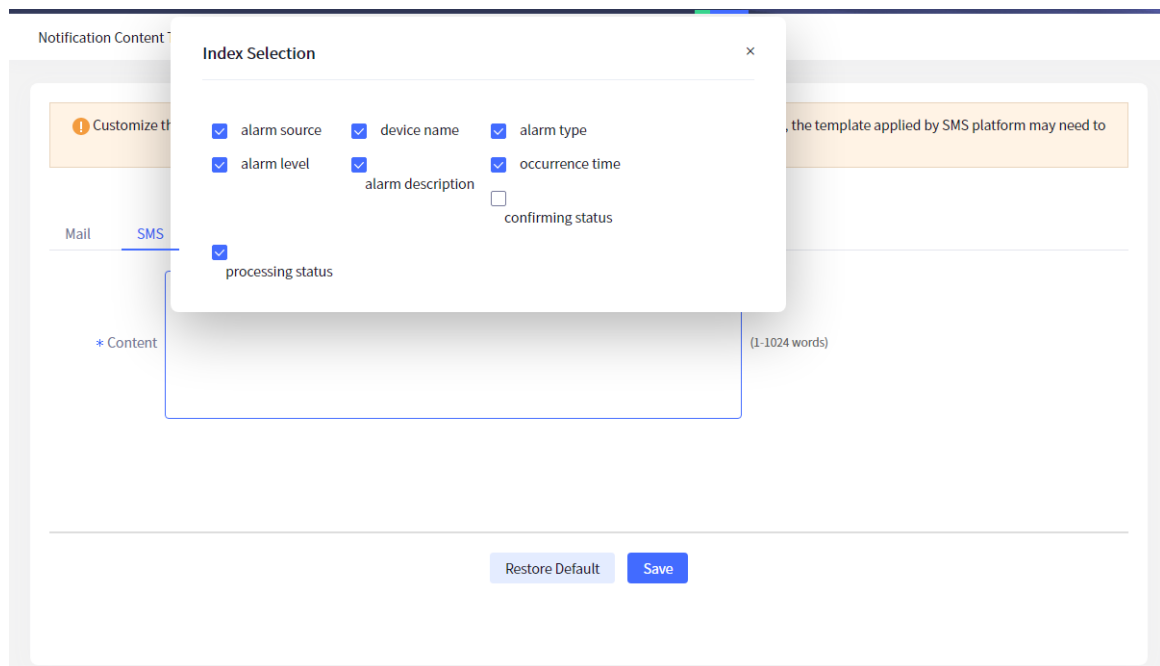 Notification Content
Index Selection
×
Customize th
, the template applied by SMS platform may need to
alarm source
device name
alarm type
alarm level
alarm description
occurrence time
confirming status
processing status
Mail
SMS
* Content
(1-1024 words)
Restore Default
Save